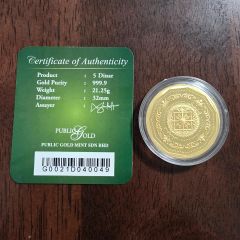 Certificate of Authenticity
Product : 5 Dinar
Gold Purity : 999.9
Weight : 21.25g
Diameter : 32mm
Assayer :
PUBLIC GOLD
PUBLIC GOLD MINT SDN BHD
G0021D040049